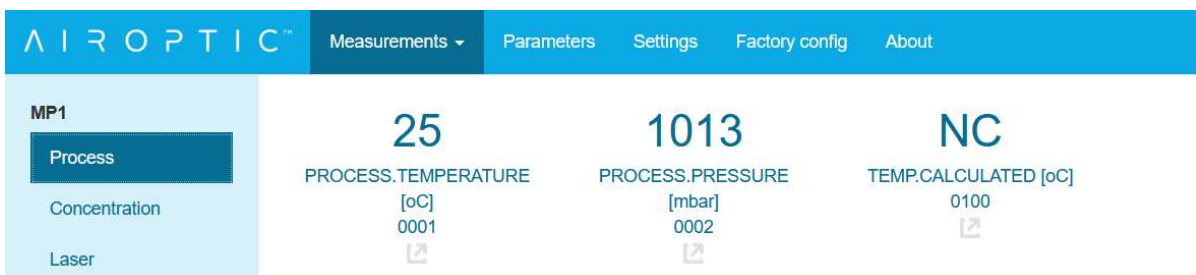 AIROPTIC™ Measurements Parameters Settings Factory config About
MP1
Process
Concentration
Laser
25
PROCESS.TEMPERATURE
[oC]
0001
1013
PROCESS.PRESSURE
[mbar]
0002
NC
TEMP.CALCULATED [oC]
0100